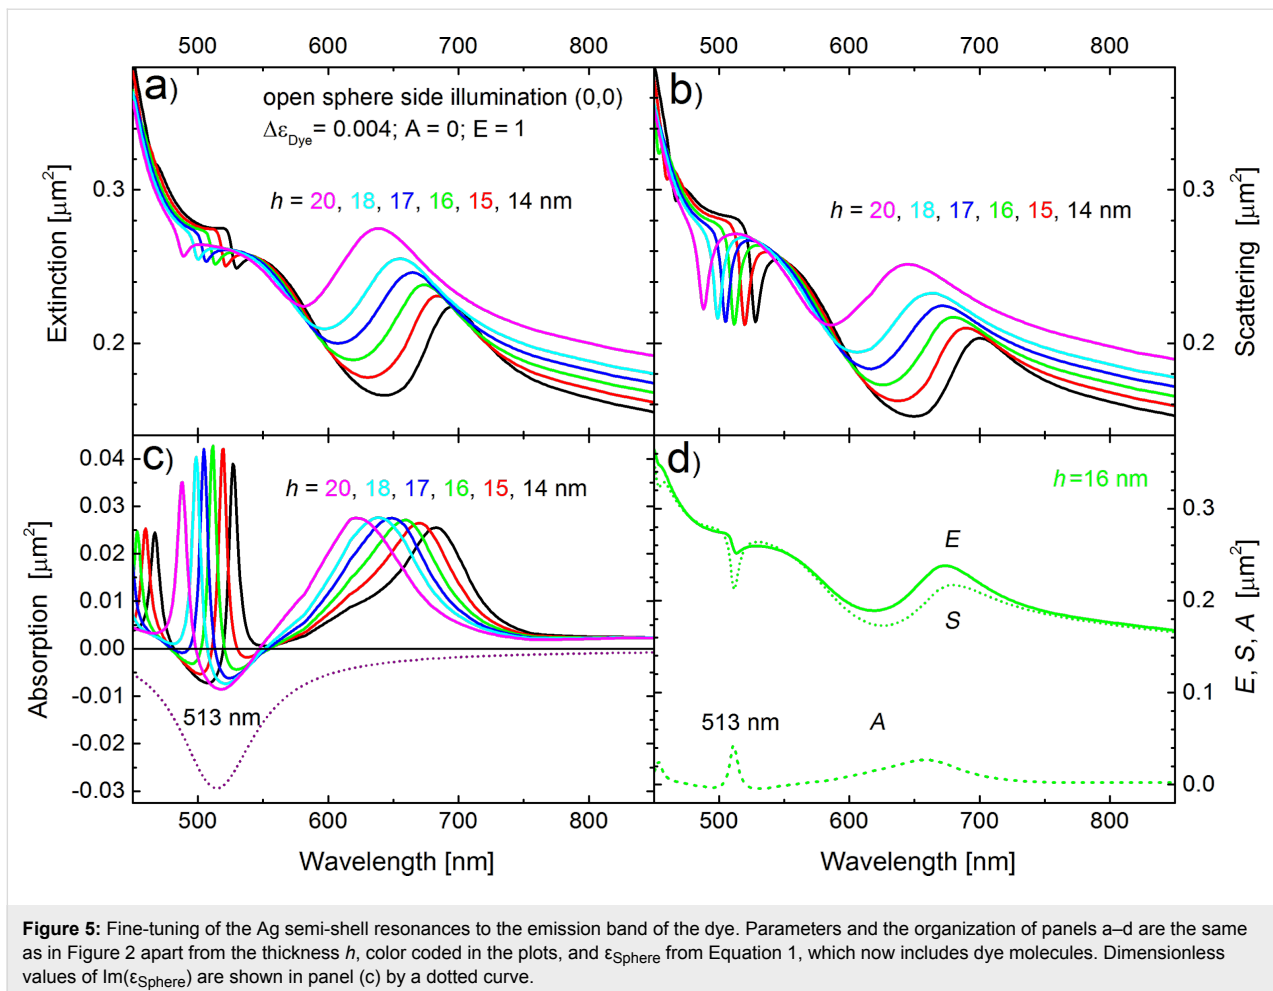 500 600 700 800 500 600 700 800
a) b)
open sphere side illumination (0,0)
Δε_Dye = 0.004; A = 0; E = 1
h = 20, 18, 17, 16, 15, 14 nm
h = 20, 18, 17, 16, 15, 14 nm
Extinction [μm²]
0.3
0.2
0.3
0.2
Scattering [μm²]
c) d)
h = 20, 18, 17, 16, 15, 14 nm
h=16 nm
Absorption [μm²]
0.04
0.03
0.02
0.01
0.00
-0.01
-0.02
-0.03
513 nm
E
S
513 nm
A
0.3
0.2
0.1
0.0
E, S, A [μm²]
500 600 700 800 500 600 700 800
Wavelength [nm] Wavelength [nm]
Figure 5: Fine-tuning of the Ag semi-shell resonances to the emission band of the dye. Parameters and the organization of panels a–d are the same
as in Figure 2 apart from the thickness h, color coded in the plots, and ε_Sphere from Equation 1, which now includes dye molecules. Dimensionless
values of Im(ε_Sphere) are shown in panel (c) by a dotted curve.